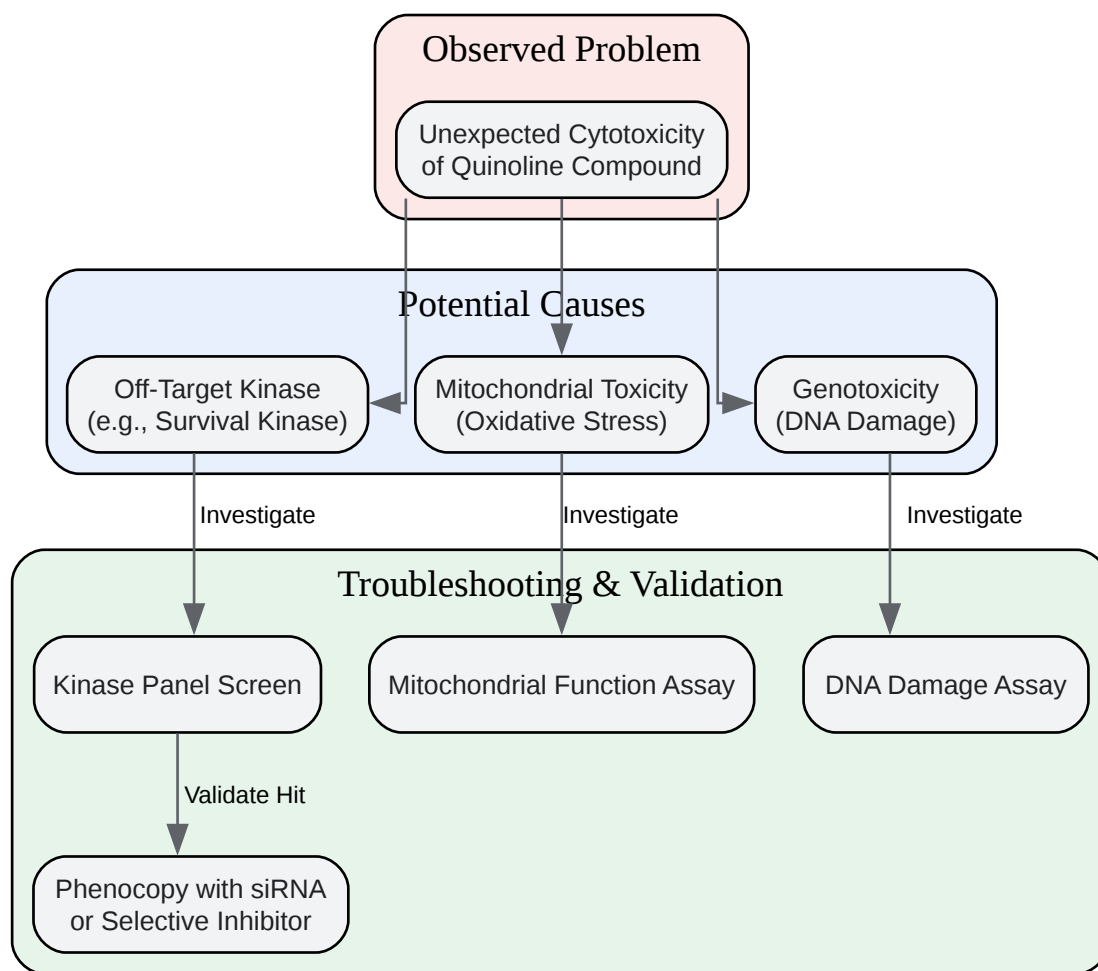 Observed Problem
Unexpected Cytotoxicity
of Quinoline Compound
Potential Causes
Off-Target Kinase
(e.g., Survival Kinase)
Mitochondrial Toxicity
(Oxidative Stress)
Genotoxicity
(DNA Damage)
Investigate
Investigate
Investigate
Troubleshooting & Validation
Kinase Panel Screen
Mitochondrial Function Assay
DNA Damage Assay
Validate Hit
Phenocopy with siRNA
or Selective Inhibitor